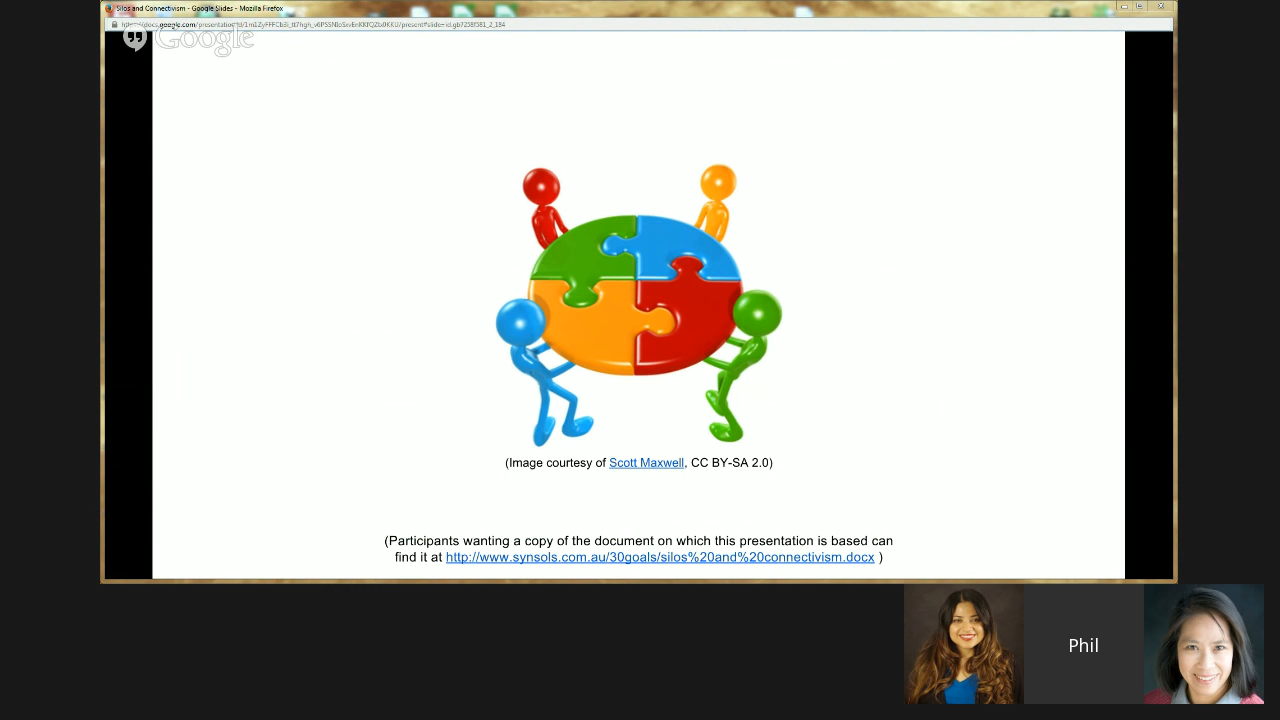 Silos and Connectivism - Google Slides - Mozilla Firefox
Google
(Image courtesy of Scott Maxwell, CC BY-SA 2.0)
(Participants wanting a copy of the document on which this presentation is based can
find it at http://www.synsols.com.au/30goals/silos%20and%20connectivism.docx )
Phil